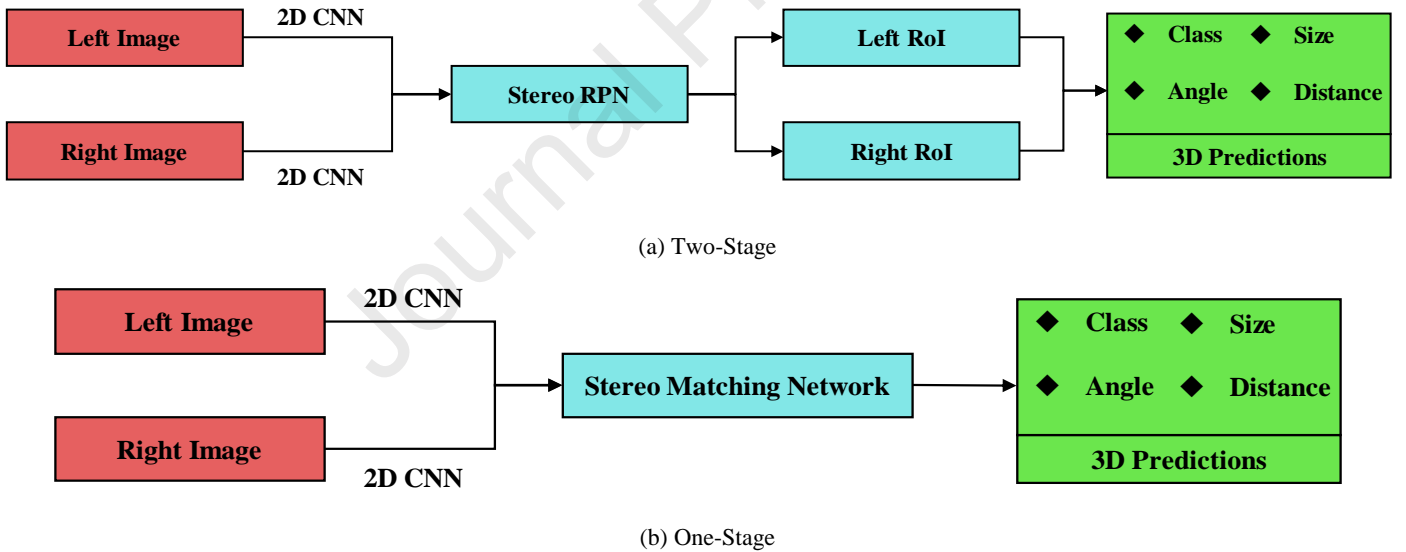 2D CNN
Left Image
Left RoI
Class Size
Stereo RPN
Angle Distance
Right Image
Right RoI
3D Predictions
2D CNN
(a) Two-Stage
2D CNN
Left Image
Class Size
Stereo Matching Network
Angle Distance
Right Image
3D Predictions
2D CNN
(b) One-Stage
Journal P